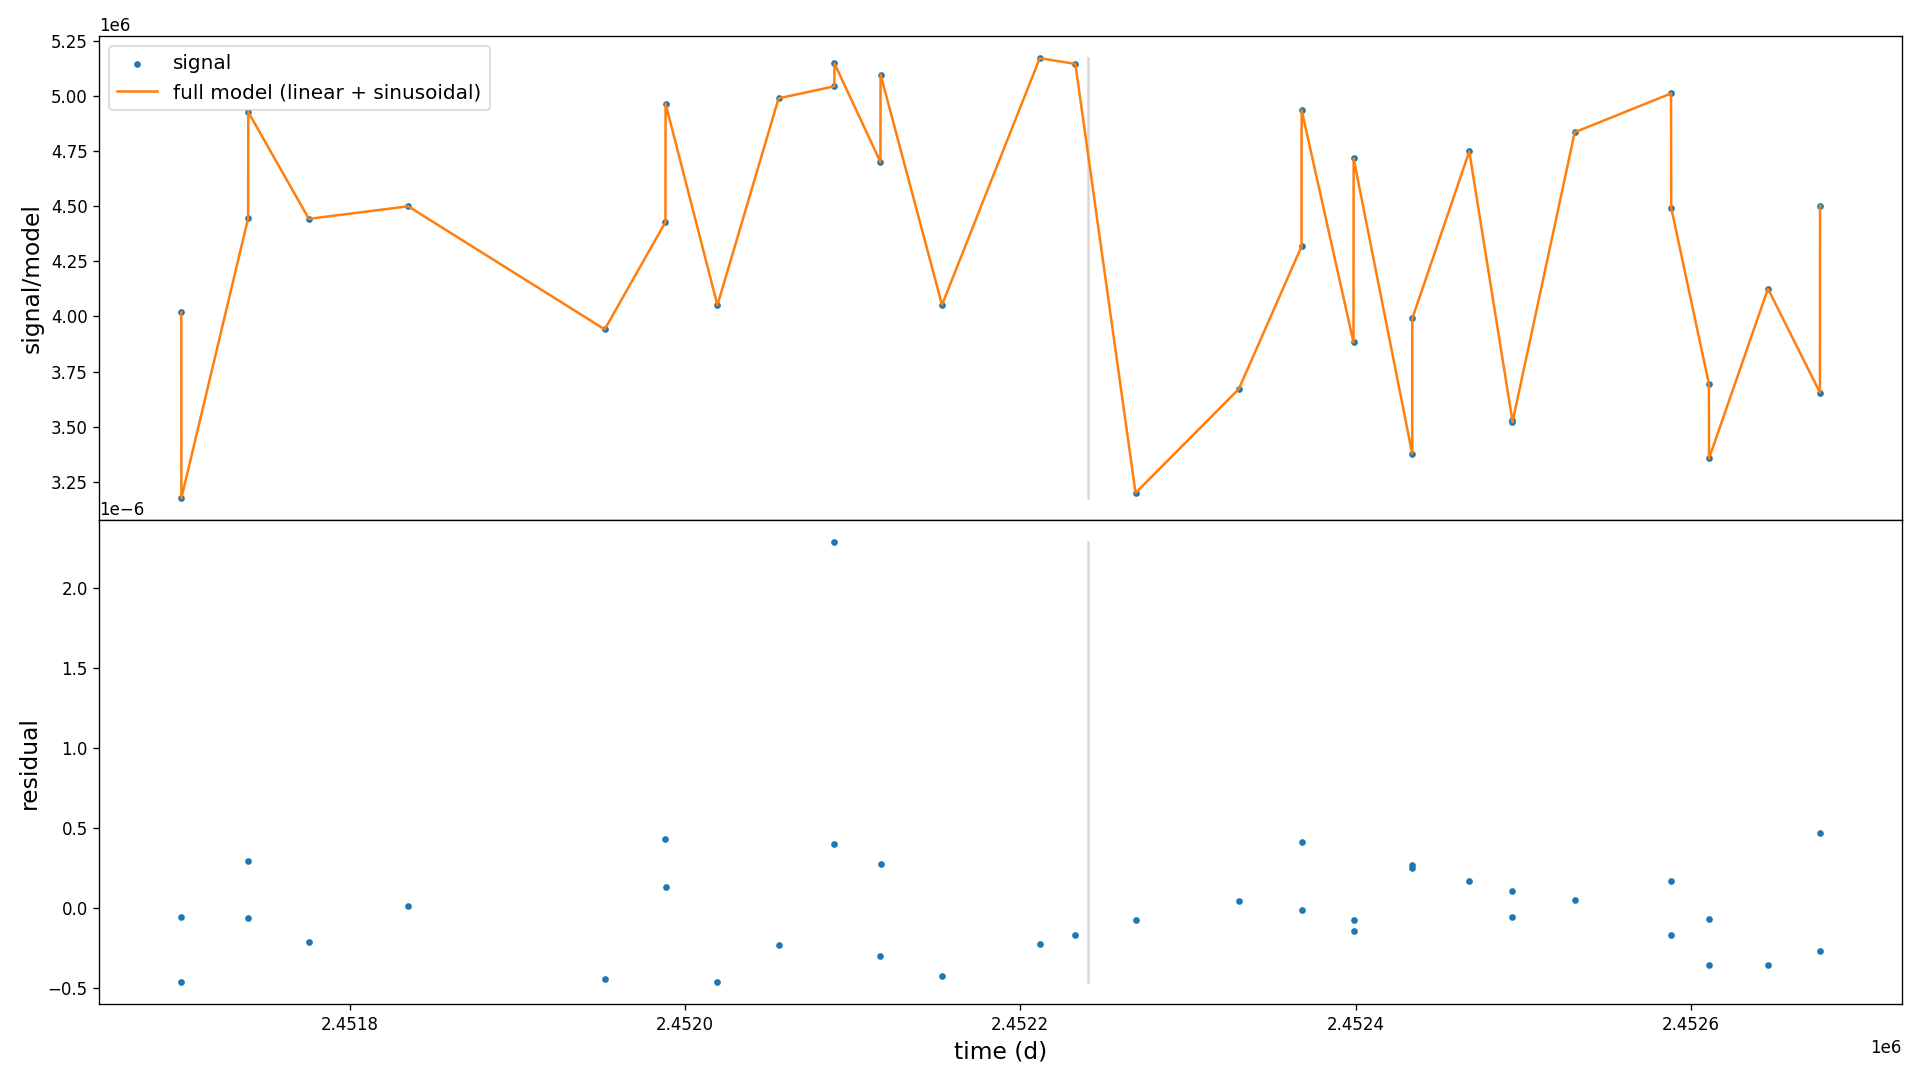 1e6
5.25
5.00
4.75
4.50
4.25
4.00
3.75
3.50
3.25
signal/model
signal
full model (linear + sinusoidal)
1e−6
2.0
1.5
1.0
0.5
0.0
−0.5
residual
2.4518
2.4520
2.4522
2.4524
2.4526
time (d)
1e6